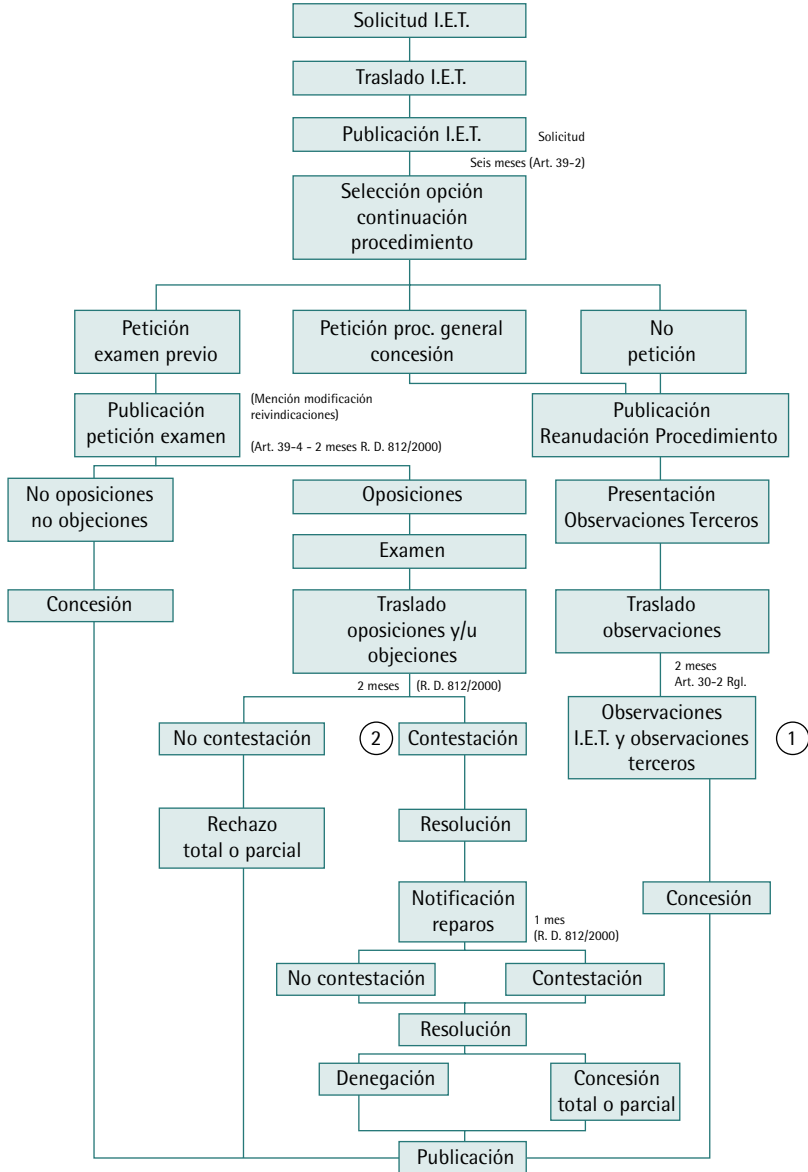 Solicitud I.E.T.
Traslado I.E.T.
Publicación I.E.T.
Solicitud
Seis meses (Art. 39-2)
Selección opción
continuación
procedimiento
Petición
examen previo
Petición proc. general
concesión
No
petición
Publicación
petición examen
(Mención modificación
reivindicaciones)
(Art. 39-4 - 2 meses R. D. 812/2000)
Publicación
Reanudación Procedimiento
No oposiciones
no objeciones
Oposiciones
Presentación
Observaciones Terceros
Examen
Concesión
Traslado
oposiciones y/u
objeciones
Traslado
observaciones
2 meses
(R. D. 812/2000)
2 meses
Art. 30-2 Rgl.
No contestación
2
Contestación
Observaciones
I.E.T. y observaciones
terceros
1
Rechazo
total o parcial
Resolución
Notificación
reparos
1 mes
(R. D. 812/2000)
Concesión
No contestación
Contestación
Resolución
Denegación
Concesión
total o parcial
Publicación